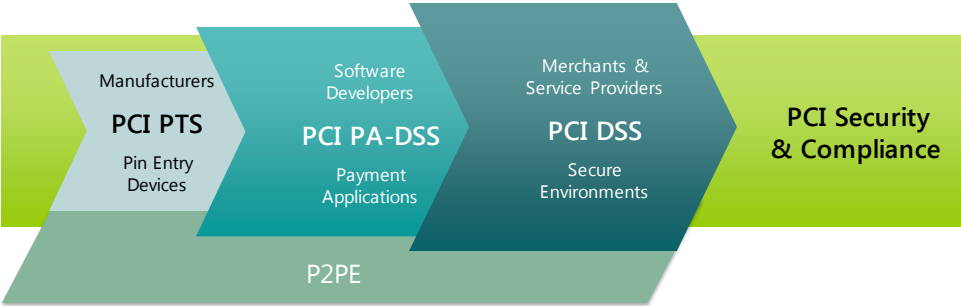 Manufacturers
PCI PTS
Pin Entry
Devices
Software
Developers
PCI PA-DSS
Payment
Applications
Merchants &
Service Providers
PCI DSS
Secure
Environments
PCI Security
& Compliance
P2PE